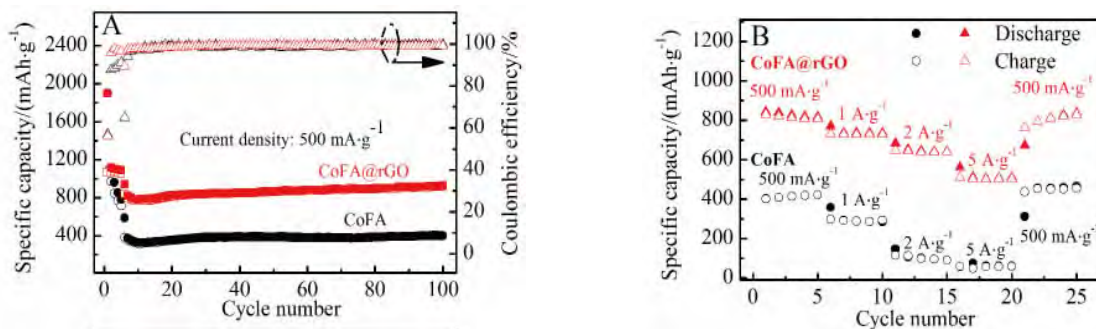 A
2400
2000
1600
1200
800
400
Specific capacity/(mAh·g⁻¹)
100
80
60
40
20
0
Coulombic efficiency/%
Current density: 500 mA·g⁻¹
CoFA@rGO
CoFA
0 20 40 60 80 100
Cycle number
B
1200
1000
800
600
400
200
0
Specific capacity/(mAh·g⁻¹)
Discharge
Charge
CoFA@rGO
500 mA·g⁻¹
1 A·g⁻¹
2 A·g⁻¹
5 A·g⁻¹
500 mA·g⁻¹
CoFA
500 mA·g⁻¹
1 A·g⁻¹
2 A·g⁻¹
5 A·g⁻¹
500 mA·g⁻¹
0 5 10 15 20 25
Cycle number